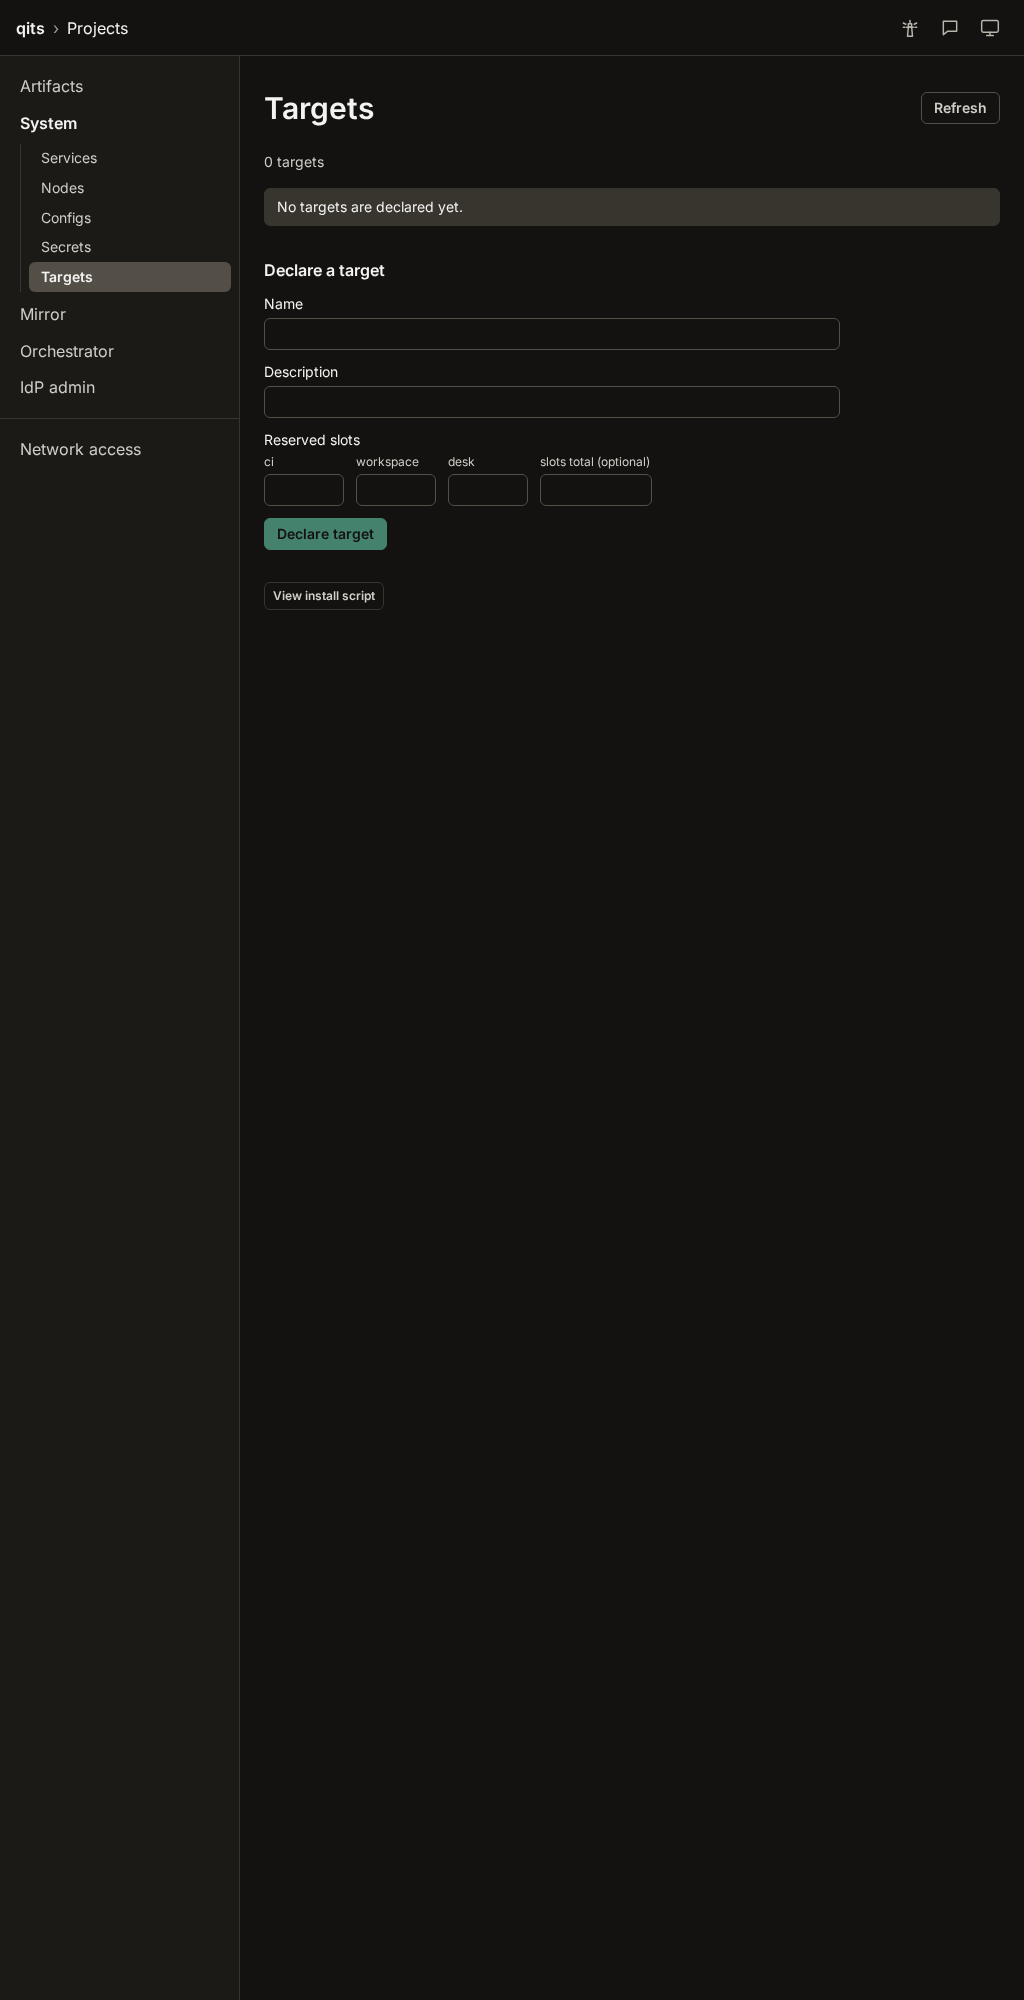 qits › Projects
Artifacts
System
Services
Nodes
Configs
Secrets
Targets
Mirror
Orchestrator
IdP admin
Network access
Targets
Refresh
0 targets
No targets are declared yet.
Declare a target
Name
Description
Reserved slots
ci workspace desk slots total (optional)
Declare target
View install script